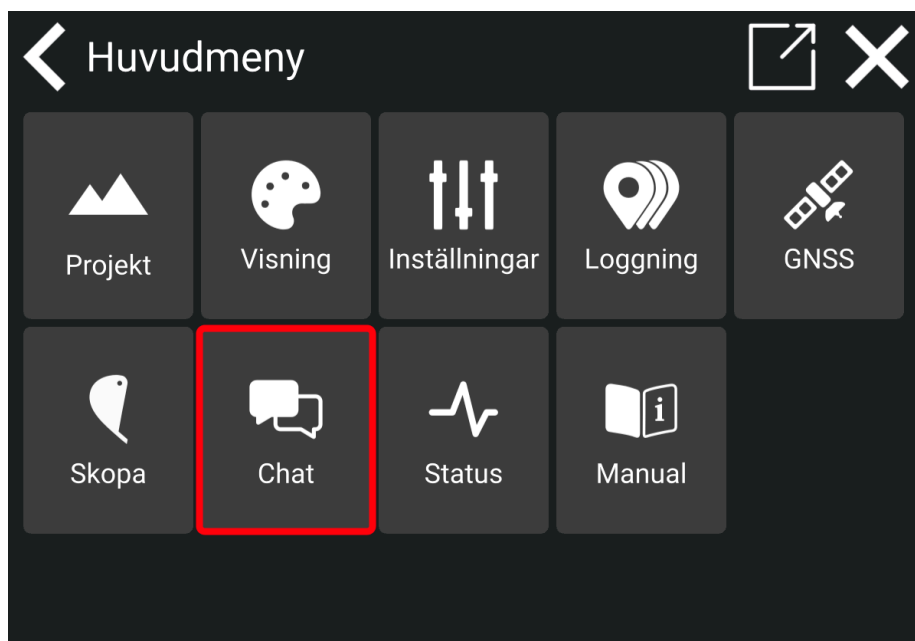 Huvudmeny
Projekt
Visning
Inställningar
Loggning
GNSS
Skopa
Chat
Status
i
Manual